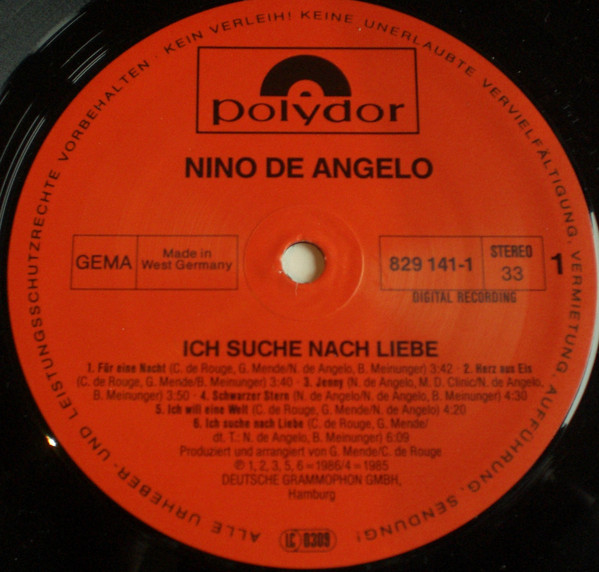 ALLE URHEBER- UND LEISTUNGSSCHUTZRECHTE VORBEHALTEN · KEIN VERLEIH! KEINE UNERLAUBTE VERVIELFÄLTIGUNG, VERMIETUNG, AUFFÜHRUNG, SENDUNG!
polydor
NINO DE ANGELO
GEMA
Made in
West Germany
829 141-1
STEREO
33
1
DIGITAL RECORDING
ICH SUCHE NACH LIEBE
1. Für eine Nacht (C. de Rouge, G. Mende/N. de Angelo, B. Meinunger) 3:42 · 2. Herz aus Eis
(C. de Rouge, G. Mende/B. Meinunger) 3:40 · 3. Jenny (N. de Angelo, M. D. Clinic/N. de Angelo,
B. Meinunger) 3:50 · 4. Schwarzer Stern (N. de Angelo/N. de Angelo, B. Meinunger) 4:30
5. Ich will eine Welt (C. de Rouge, G. Mende/N. de Angelo) 4:20
6. Ich suche nach Liebe (C. de Rouge, G. Mende/
dt. T.: N. de Angelo, B. Meinunger) 6:09
Produziert und arrangiert von G. Mende/C. de Rouge
℗ 1, 2, 3, 5, 6 = 1986/4 = 1985
DEUTSCHE GRAMMOPHON GMBH,
Hamburg
LC 0309